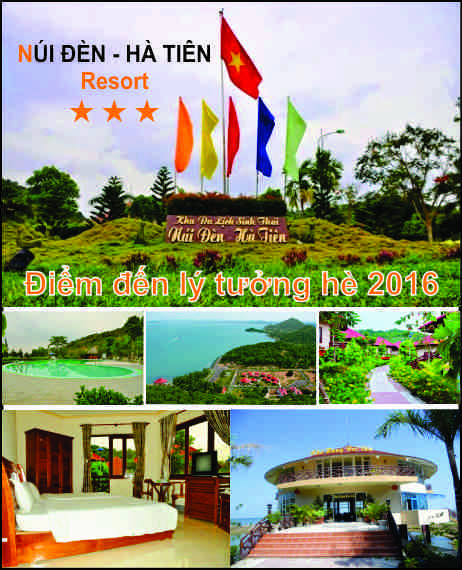 NÚI ĐÈN - HÀ TIÊN
Resort
Khu Du Lịch Sinh Thái
Núi Đèn - Hà Tiên
Điểm đến lý tưởng hè 2016